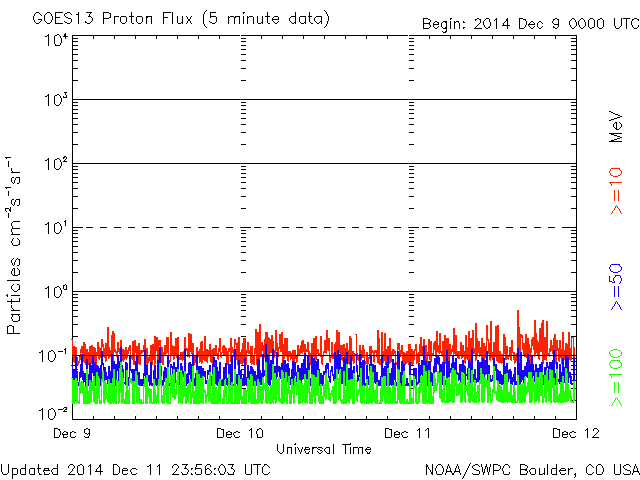 GOES13 Proton Flux (5 minute data)
Begin: 2014 Dec 9 0000 UTC
Particles cm⁻²s⁻¹sr⁻¹
10⁴
10³
10²
10¹
10⁰
10⁻¹
10⁻²
MeV
>=10
>=50
>=100
Dec 9 Dec 10 Dec 11 Dec 12
Universal Time
Updated 2014 Dec 11 23:56:03 UTC
NOAA/SWPC Boulder, CO USA